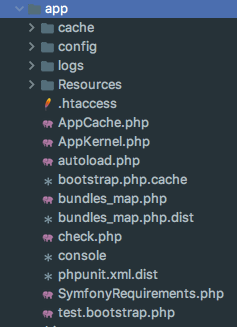 app
cache
config
logs
Resources
.htaccess
AppCache.php
AppKernel.php
autoload.php
bootstrap.php.cache
bundles_map.php
bundles_map.php.dist
check.php
console
phpunit.xml.dist
SymfonyRequirements.php
test.bootstrap.php